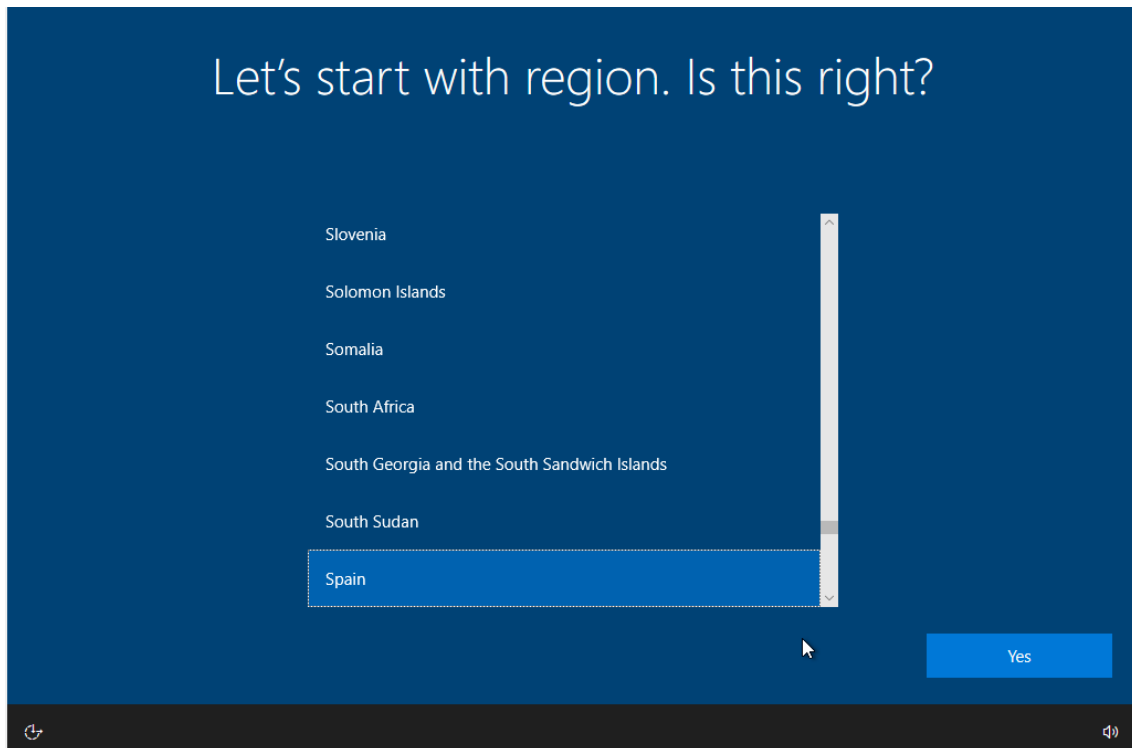 Let's start with region. Is this right?
Slovenia
Solomon Islands
Somalia
South Africa
South Georgia and the South Sandwich Islands
South Sudan
Spain
Yes